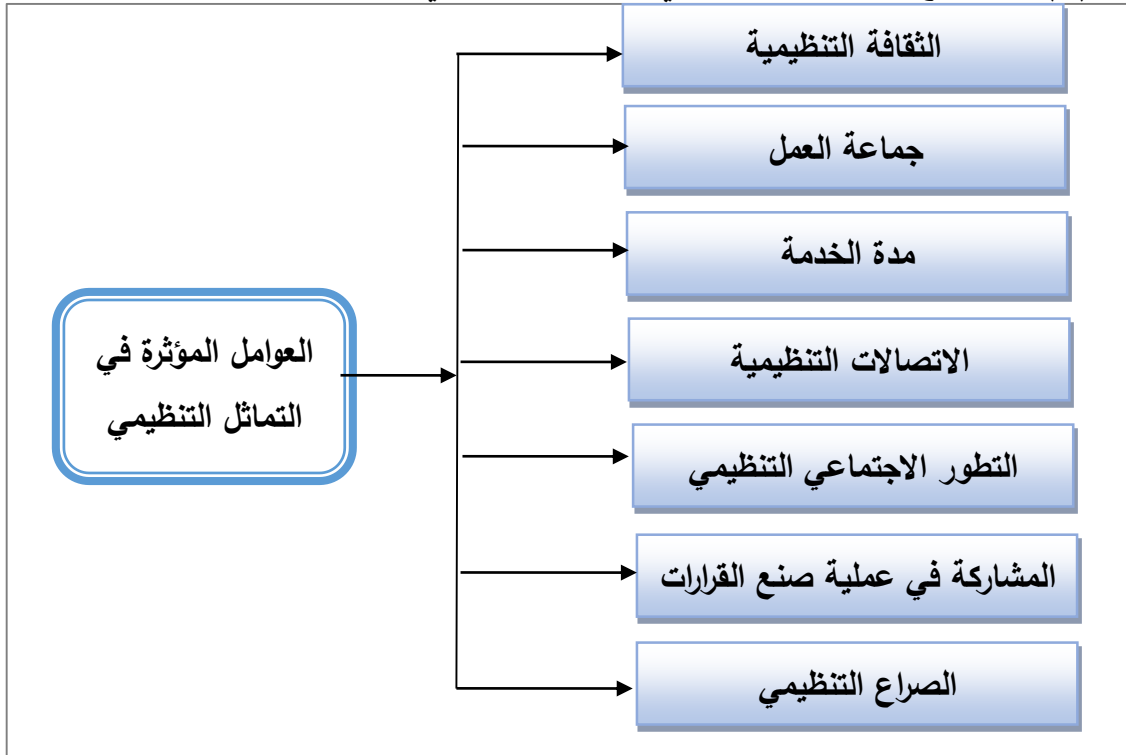 الثقافة التنظيمية
جماعة العمل
مدة الخدمة
العوامل المؤثرة في
التماثل التنظيمي
الاتصالات التنظيمية
التطور الاجتماعي التنظيمي
المشاركة في عملية صنع القرارات
الصراع التنظيمي